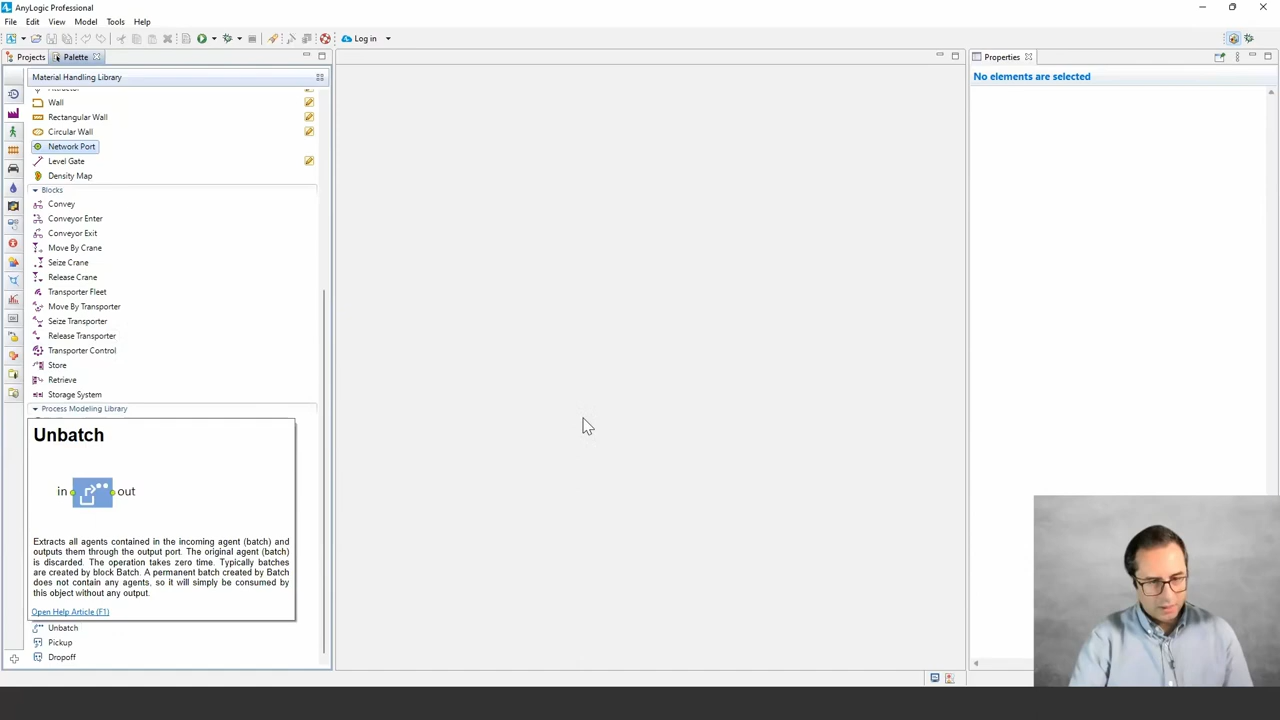 AnyLogic Professional
File Edit View Model Tools Help
Log in
Projects Palette
Properties
Material Handling Library
No elements are selected
Wall
Rectangular Wall
Circular Wall
Network Port
Level Gate
Density Map
Blocks
Convey
Conveyor Enter
Conveyor Exit
Move By Crane
Seize Crane
Release Crane
Transporter Fleet
Move By Transporter
Seize Transporter
Release Transporter
Transporter Control
Store
Retrieve
Storage System
Process Modeling Library
Unbatch
in out
Extracts all agents contained in the incoming agent (batch) and
outputs them through the output port. The original agent (batch)
is discarded. The operation takes zero time. Typically batches
are created by block Batch. A permanent batch created by Batch
does not contain any agents, so it will simply be consumed by
this object without any output.
Open Help Article (F1)
Unbatch
Pickup
Dropoff